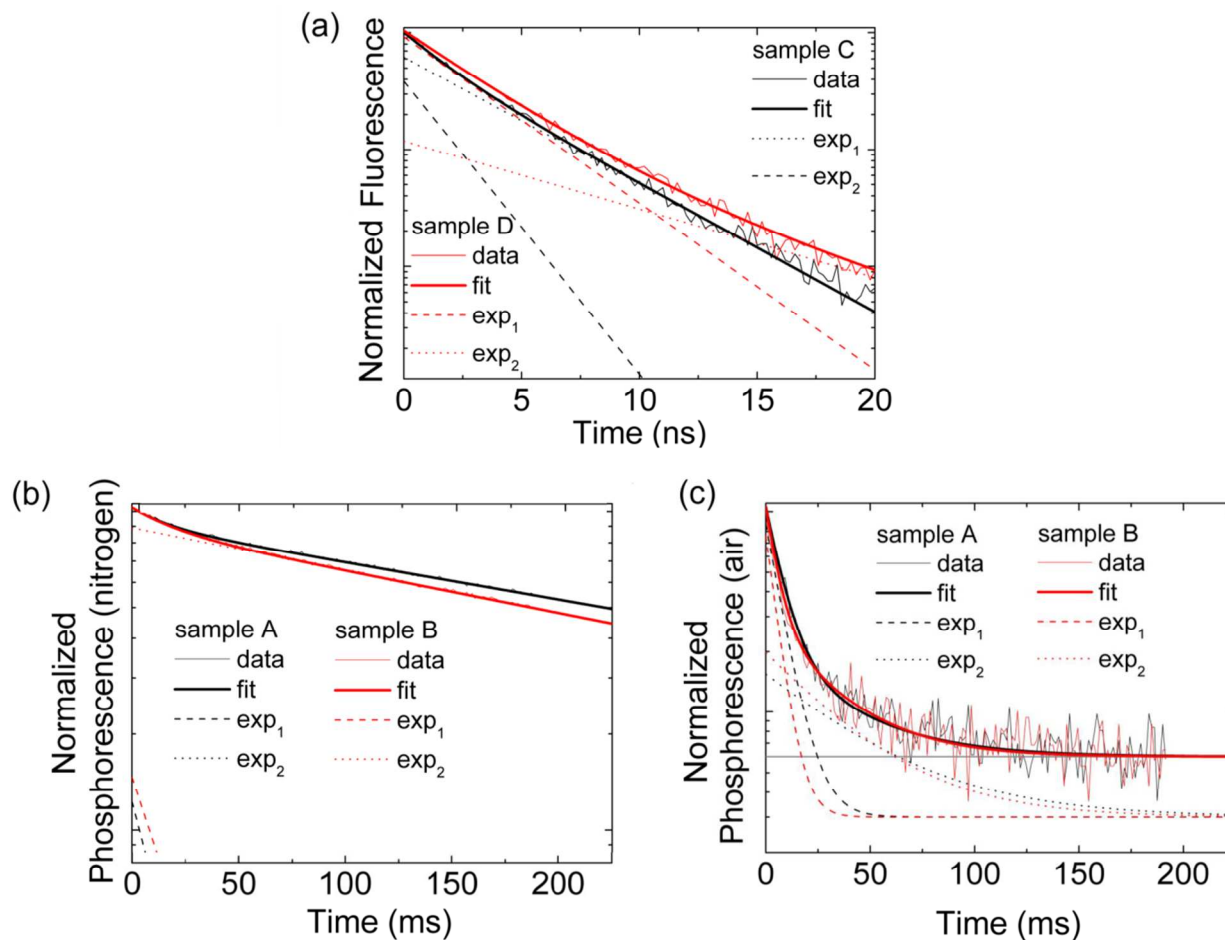 (a)
Normalized Fluorescence
sample C
data
fit
exp₁
exp₂
sample D
data
fit
exp₁
exp₂
0 5 10 15 20
Time (ns)
(b)
Normalized
Phosphorescence (nitrogen)
sample A sample B
data data
fit fit
exp₁ exp₁
exp₂ exp₂
0 50 100 150 200
Time (ms)
(c)
Normalized
Phosphorescence (air)
sample A sample B
data data
fit fit
exp₁ exp₁
exp₂ exp₂
0 50 100 150 200
Time (ms)